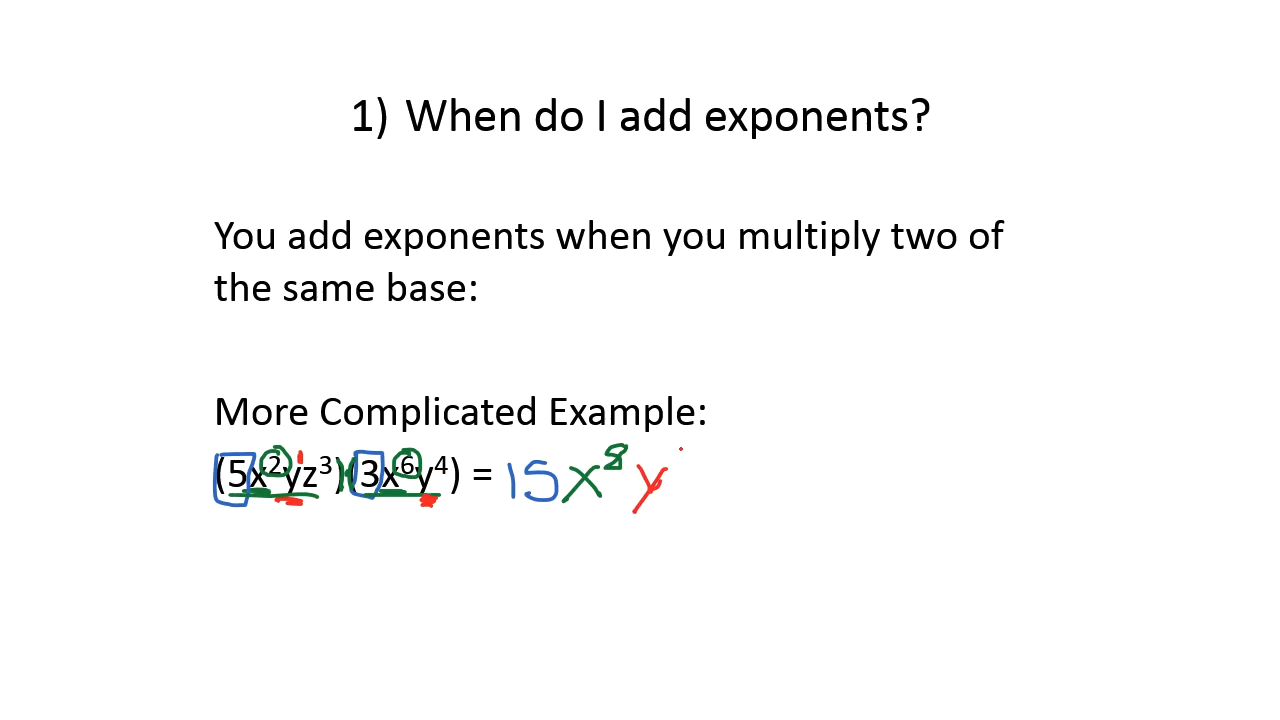 1) When do I add exponents?
You add exponents when you multiply two of
the same base:
More Complicated Example:
(5x²y¹z³)(3x⁶y⁴) = 15x⁸y